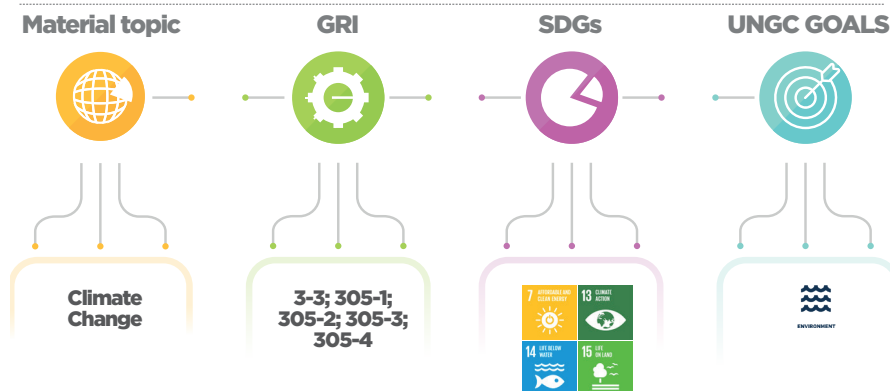 Material topic
GRI
SDGs
UNGC GOALS
Climate
Change
3-3; 305-1;
305-2; 305-3;
305-4
7 AFFORDABLE AND
CLEAN ENERGY
13 CLIMATE
ACTION
14 LIFE BELOW
WATER
15 LIFE
ON LAND
ENVIRONMENT